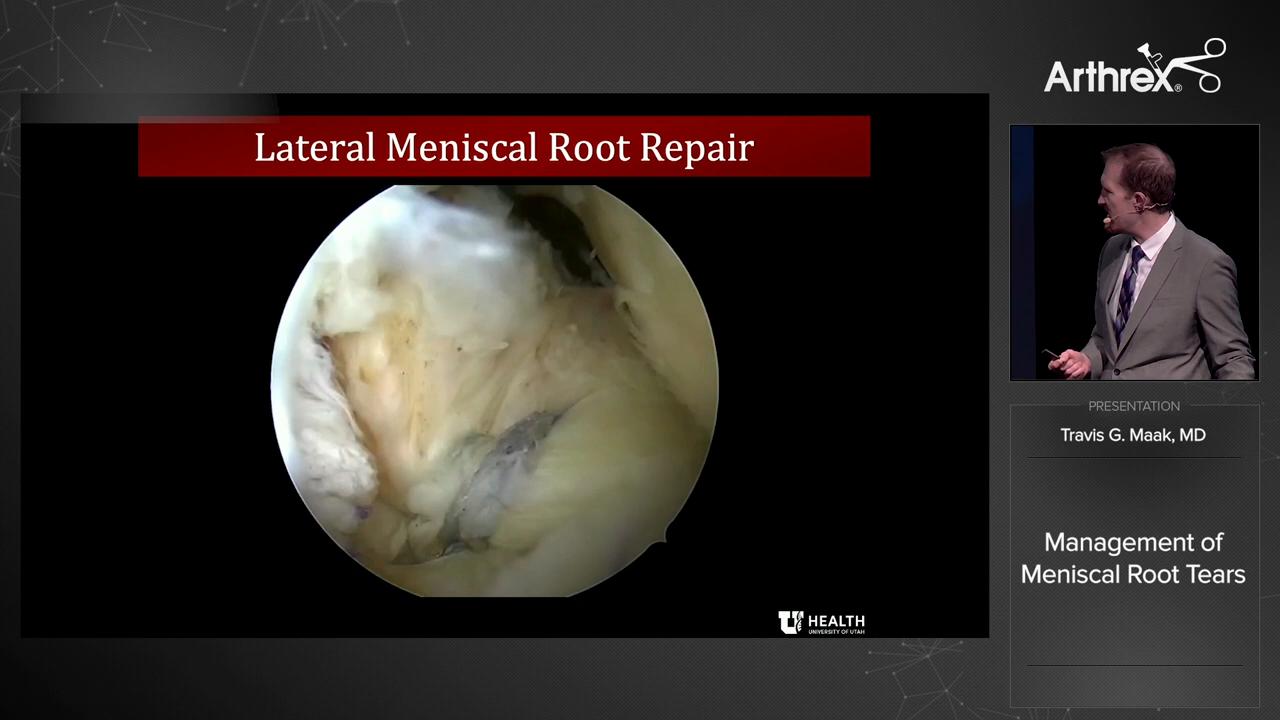 Lateral Meniscal Root Repair
U HEALTH
UNIVERSITY OF UTAH
Arthrex®
PRESENTATION
Travis G. Maak, MD
Management of
Meniscal Root Tears